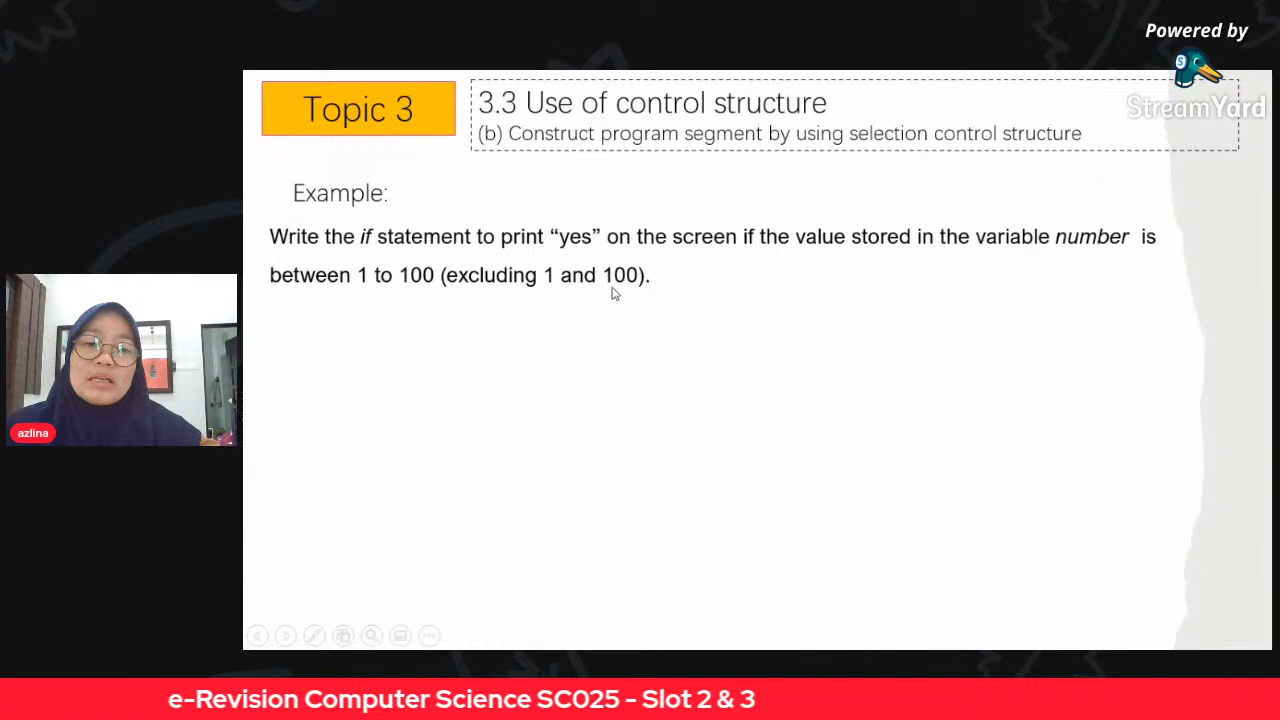 Powered by
StreamYard
Topic 3
3.3 Use of control structure
(b) Construct program segment by using selection control structure
Example:
Write the if statement to print “yes” on the screen if the value stored in the variable number is
between 1 to 100 (excluding 1 and 100).
azlina
e-Revision Computer Science SC025 - Slot 2 & 3